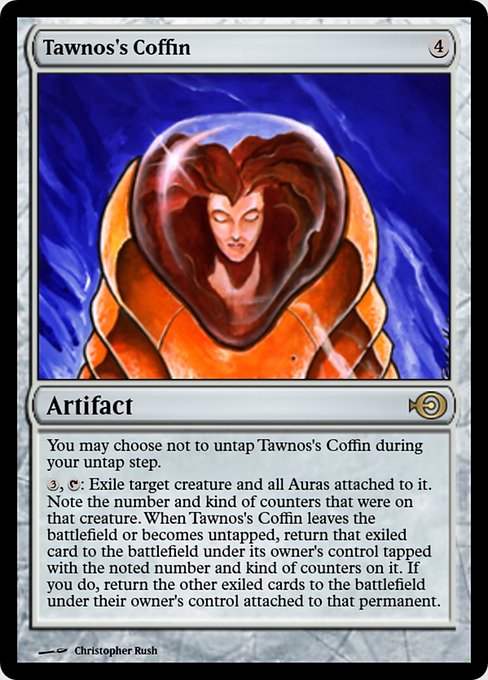 Tawnos's Coffin 4
Artifact
You may choose not to untap Tawnos's Coffin during
your untap step.
3, : Exile target creature and all Auras attached to it.
Note the number and kind of counters that were on
that creature. When Tawnos's Coffin leaves the
battlefield or becomes untapped, return that exiled
card to the battlefield under its owner's control tapped
with the noted number and kind of counters on it. If
you do, return the other exiled cards to the battlefield
under their owner's control attached to that permanent.
Christopher Rush